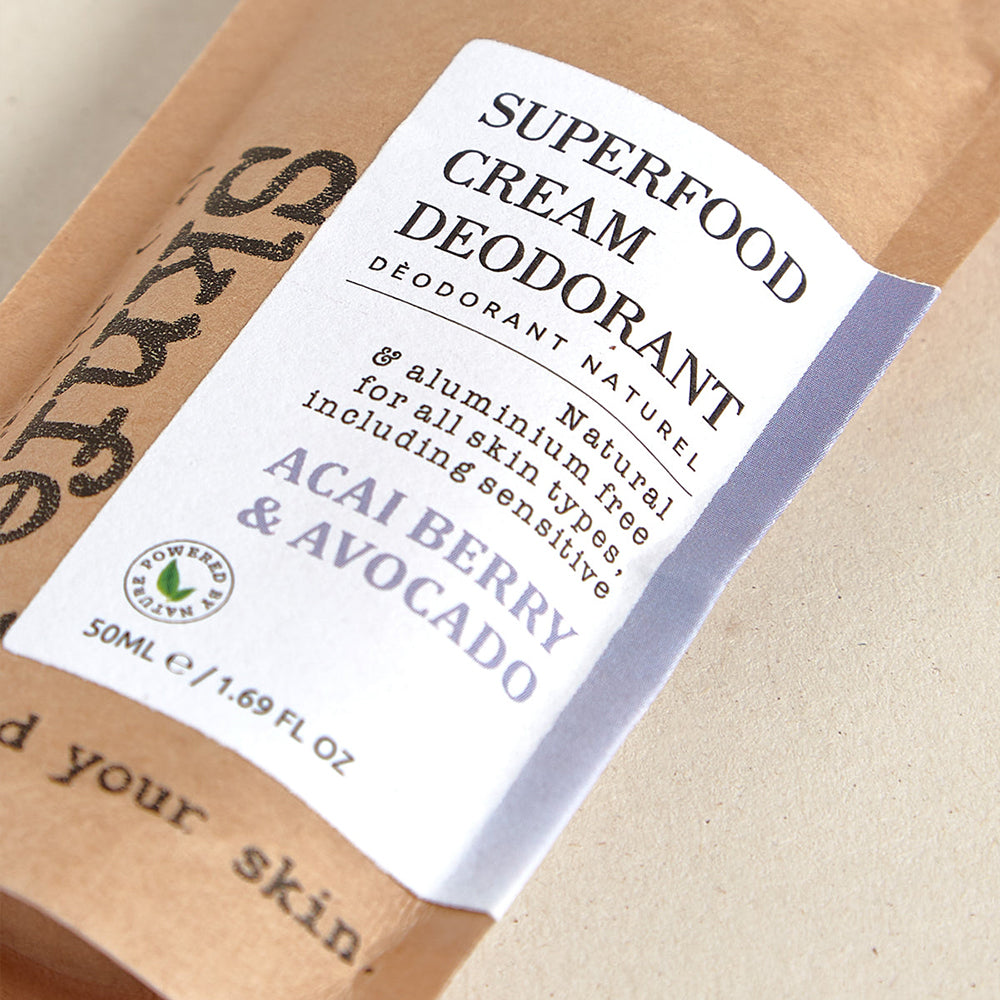 SUPERFOOD
CREAM
DEODORANT
DÈODORANT NATUREL
Natural
& aluminium free
for all skin types,
including sensitive
ACAI BERRY
& AVOCADO
POWERED BY NATURE
50ML ℮ / 1.69 FL OZ
your skin.